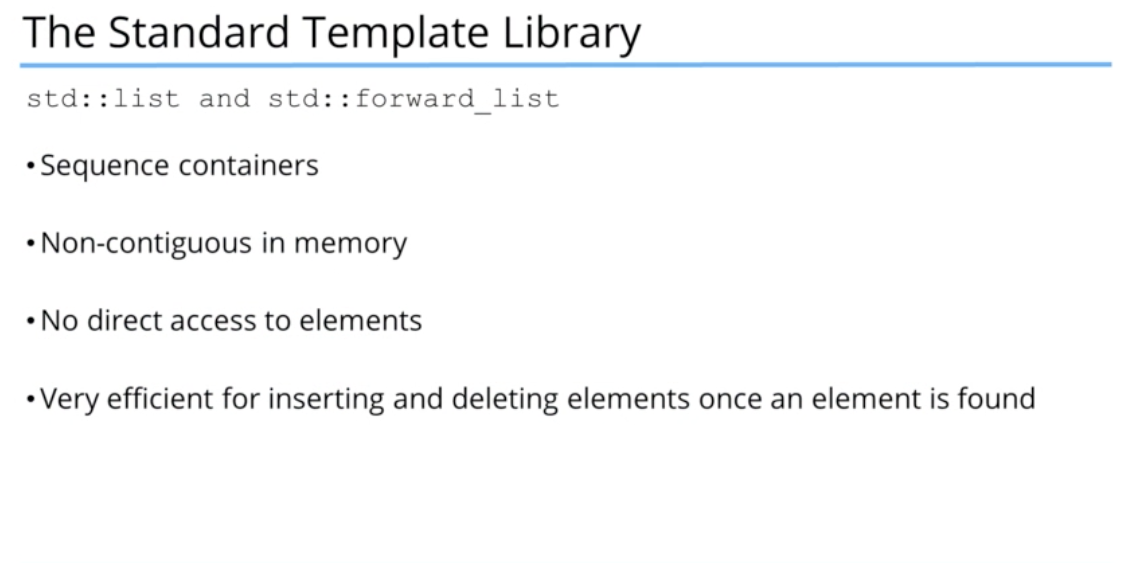 The Standard Template Library
std::list and std::forward_list
•Sequence containers
•Non-contiguous in memory
•No direct access to elements
•Very efficient for inserting and deleting elements once an element is found